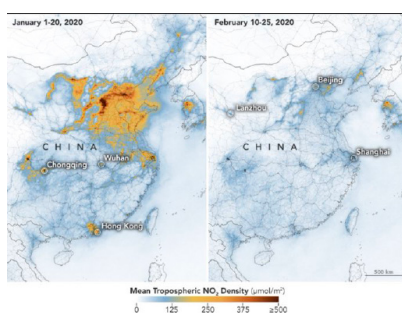 January 1-20, 2020
February 10-25, 2020
Beijing
Lanzhou
CHINA
CHINA
Wuhan
Shanghai
Chongqing
Hong Kong
500 km
Mean Tropospheric NO₂ Density (µmol/m²)
0 125 250 375 ≥500